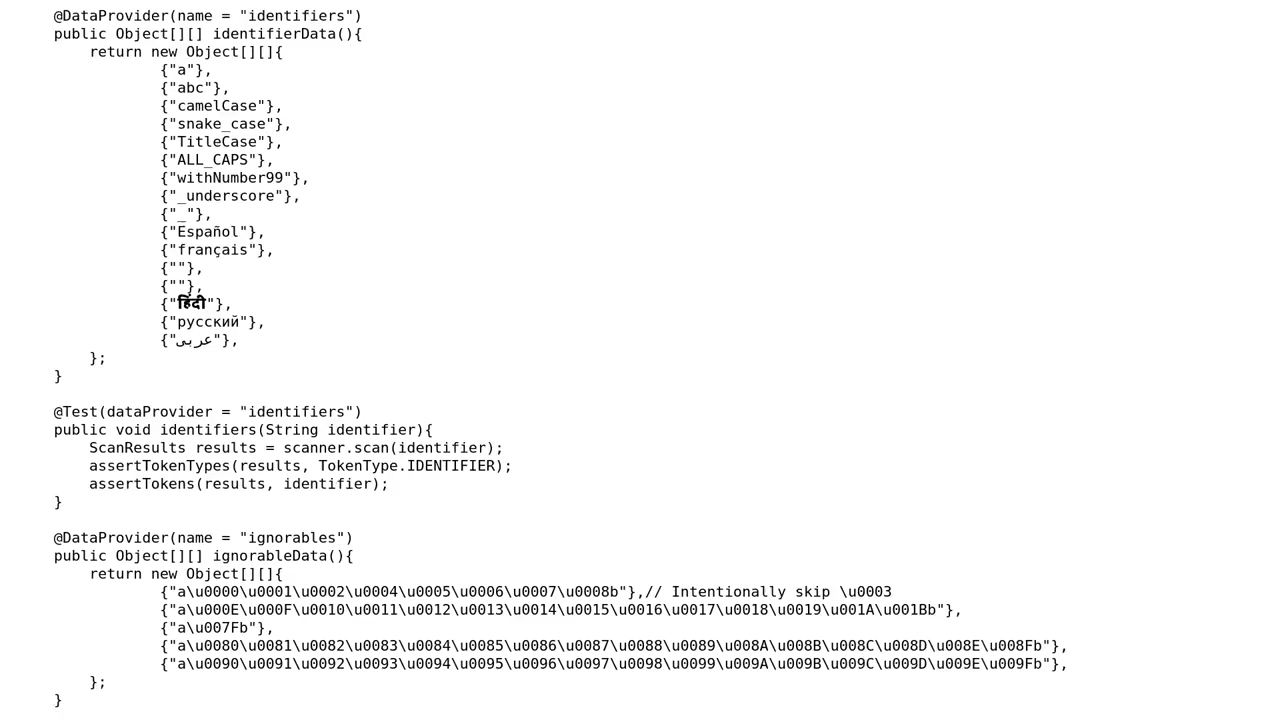 @DataProvider(name = "identifiers")
public Object[][] identifierData(){
return new Object[][]{
{"a"},
{"abc"},
{"camelCase"},
{"snake_case"},
{"TitleCase"},
{"ALL_CAPS"},
{"withNumber99"},
{"_underscore"},
{"_"},
{"Español"},
{"français"},
{""},
{""},
{"हिंदी"},
{"русский"},
{"عربى"},
};
}
@Test(dataProvider = "identifiers")
public void identifiers(String identifier){
ScanResults results = scanner.scan(identifier);
assertTokenTypes(results, TokenType.IDENTIFIER);
assertTokens(results, identifier);
}
@DataProvider(name = "ignorables")
public Object[][] ignorableData(){
return new Object[][]{
{"a\u0000\u0001\u0002\u0004\u0005\u0006\u0007\u0008b"},// Intentionally skip \u0003
{"a\u000E\u000F\u0010\u0011\u0012\u0013\u0014\u0015\u0016\u0017\u0018\u0019\u001A\u001Bb"},
{"a\u007Fb"},
{"a\u0080\u0081\u0082\u0083\u0084\u0085\u0086\u0087\u0088\u0089\u008A\u008B\u008C\u008D\u008E\u008Fb"},
{"a\u0090\u0091\u0092\u0093\u0094\u0095\u0096\u0097\u0098\u0099\u009A\u009B\u009C\u009D\u009E\u009Fb"},
};
}